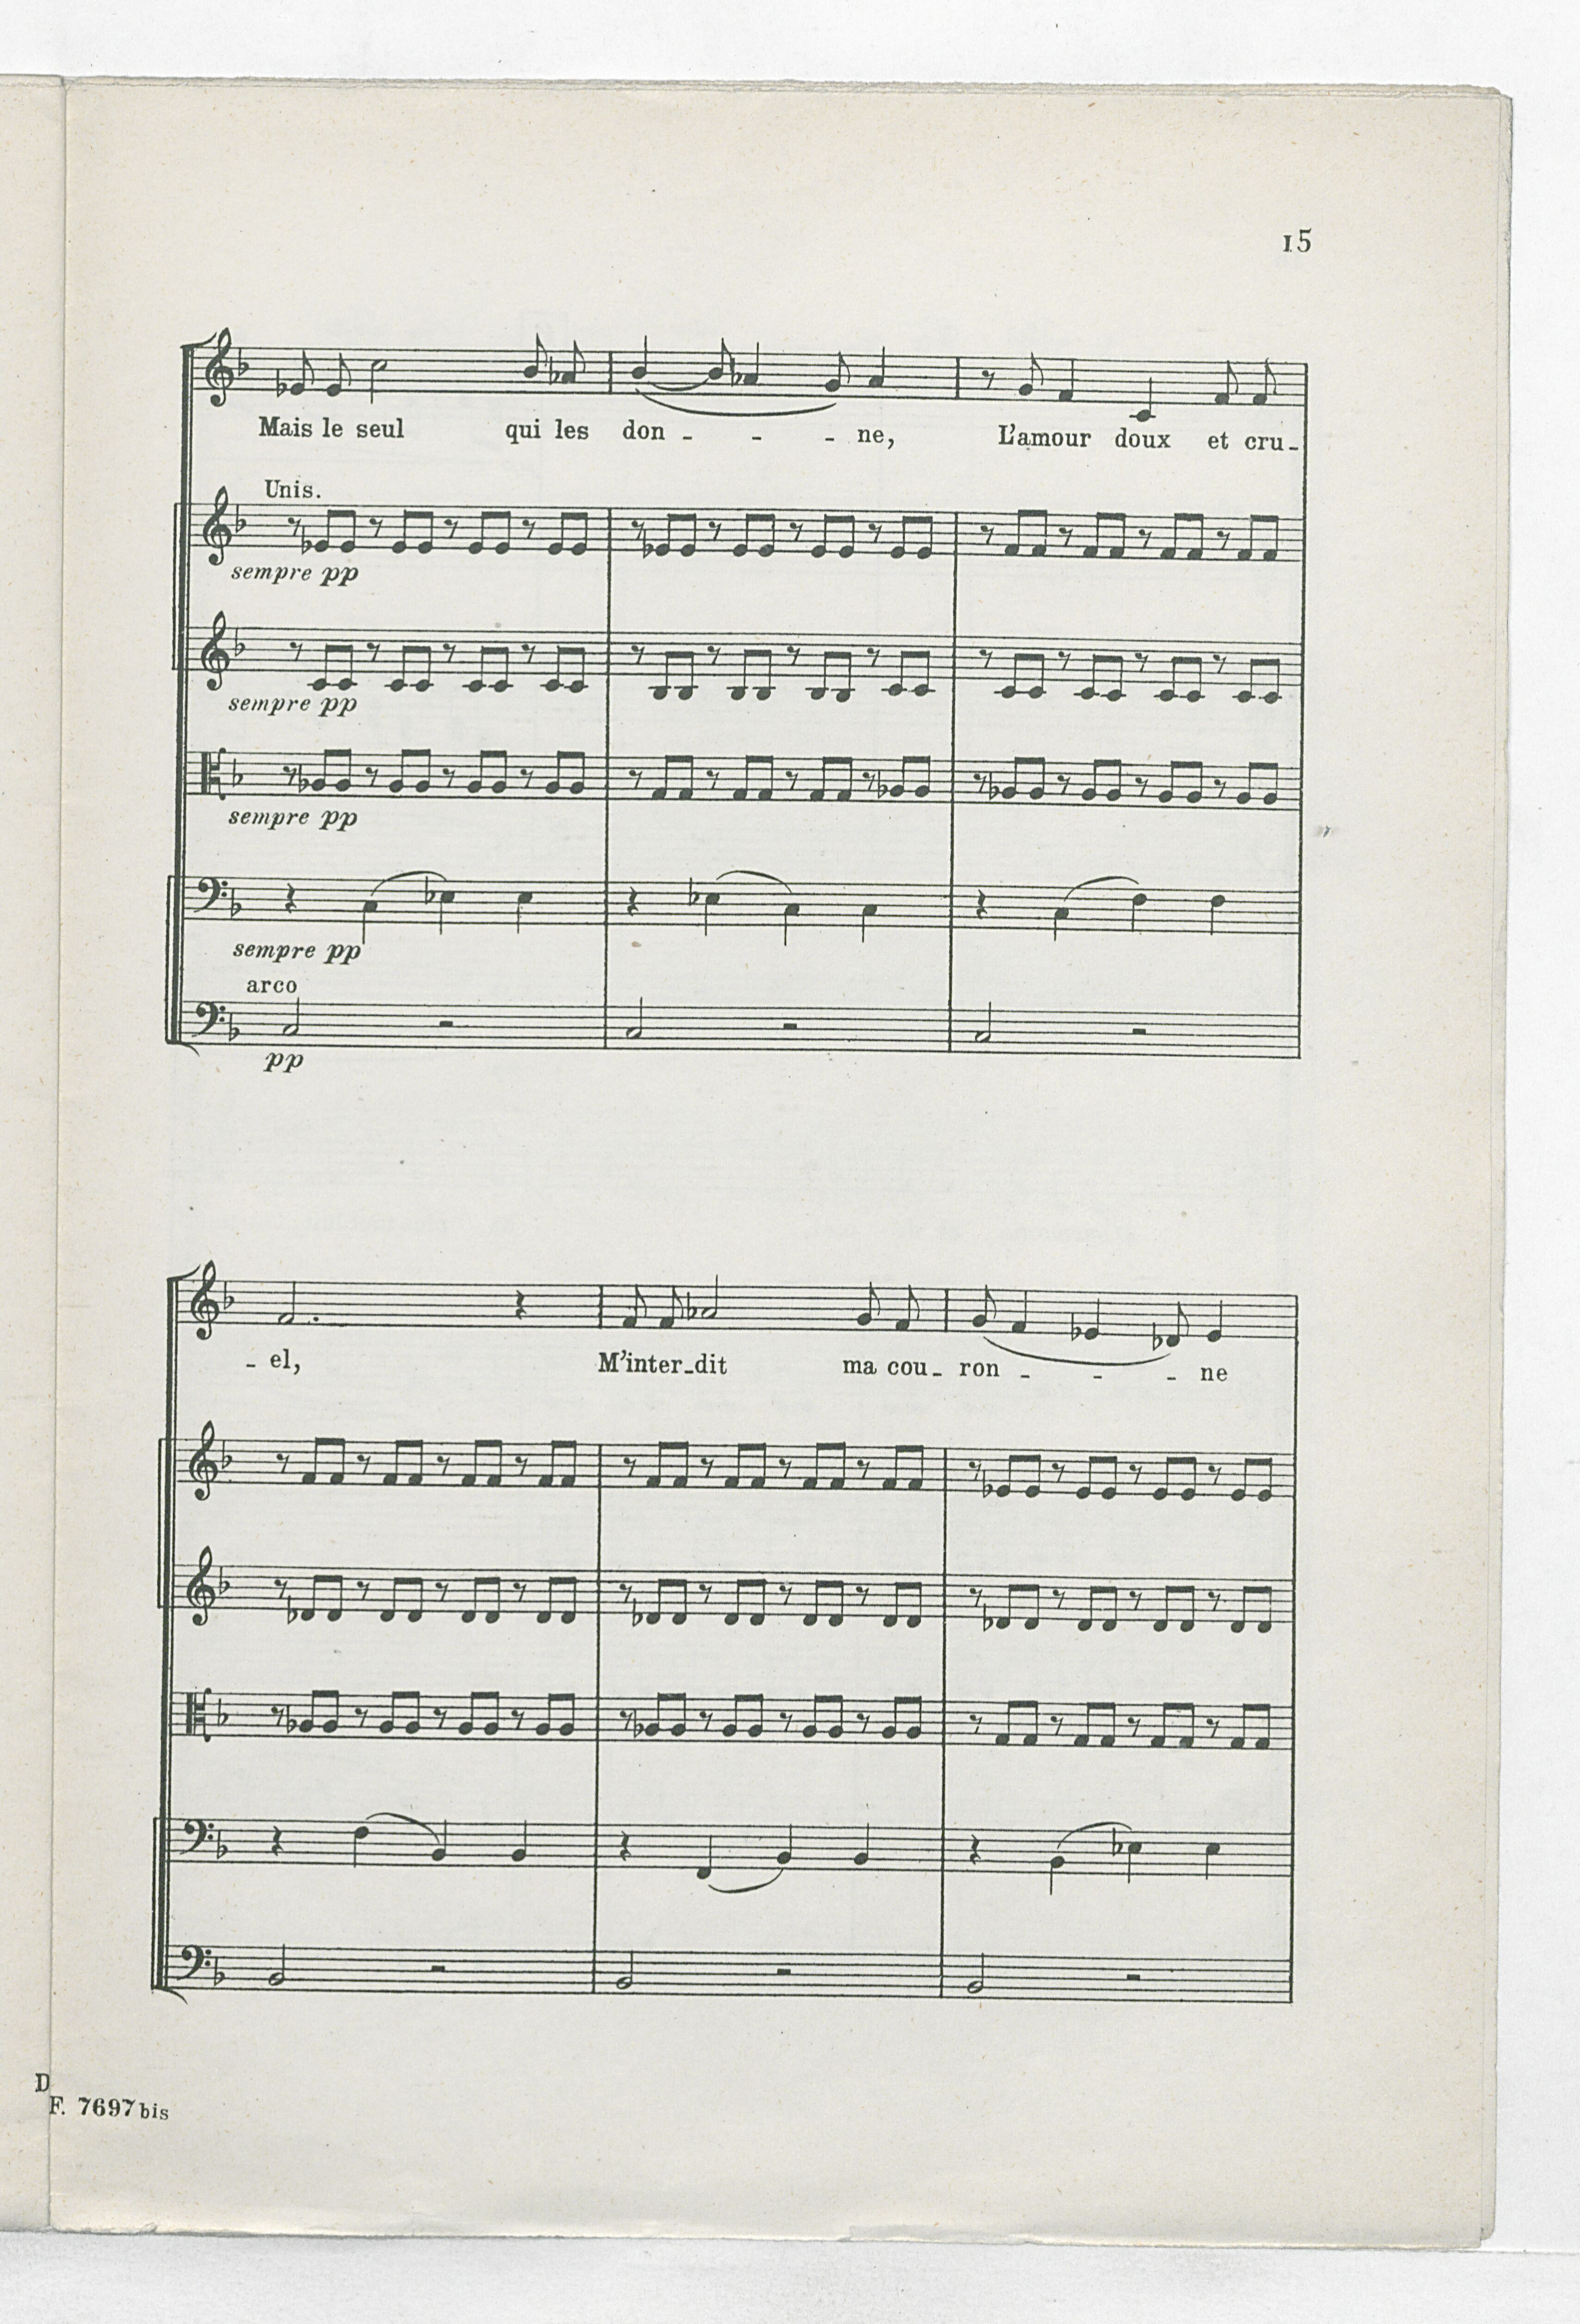 15
Mais le seul qui les don - - - ne, L'amour doux et cru -
Unis.
sempre pp
sempre pp
sempre pp
sempre pp
arco
pp
- el, M'inter - dit ma cou - ron - - - ne
D
F. 7697 bis